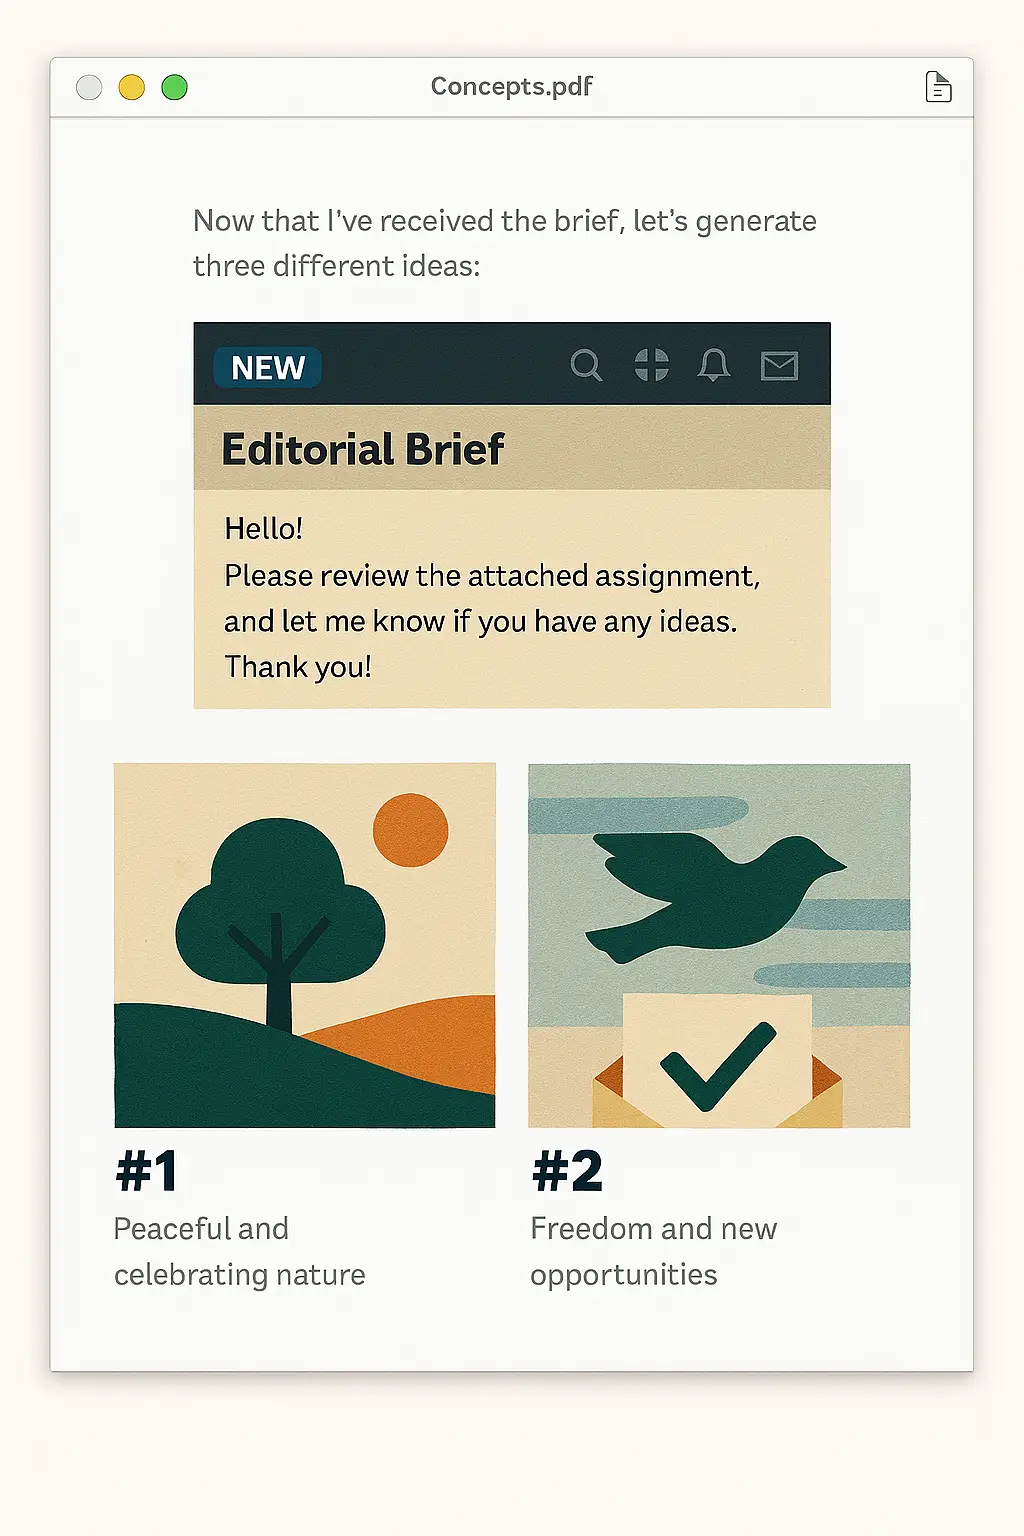 Concepts.pdf
Now that I’ve received the brief, let’s generate
three different ideas:
NEW
Editorial Brief
Hello!
Please review the attached assignment,
and let me know if you have any ideas.
Thank you!
#1
Peaceful and
celebrating nature
#2
Freedom and new
opportunities